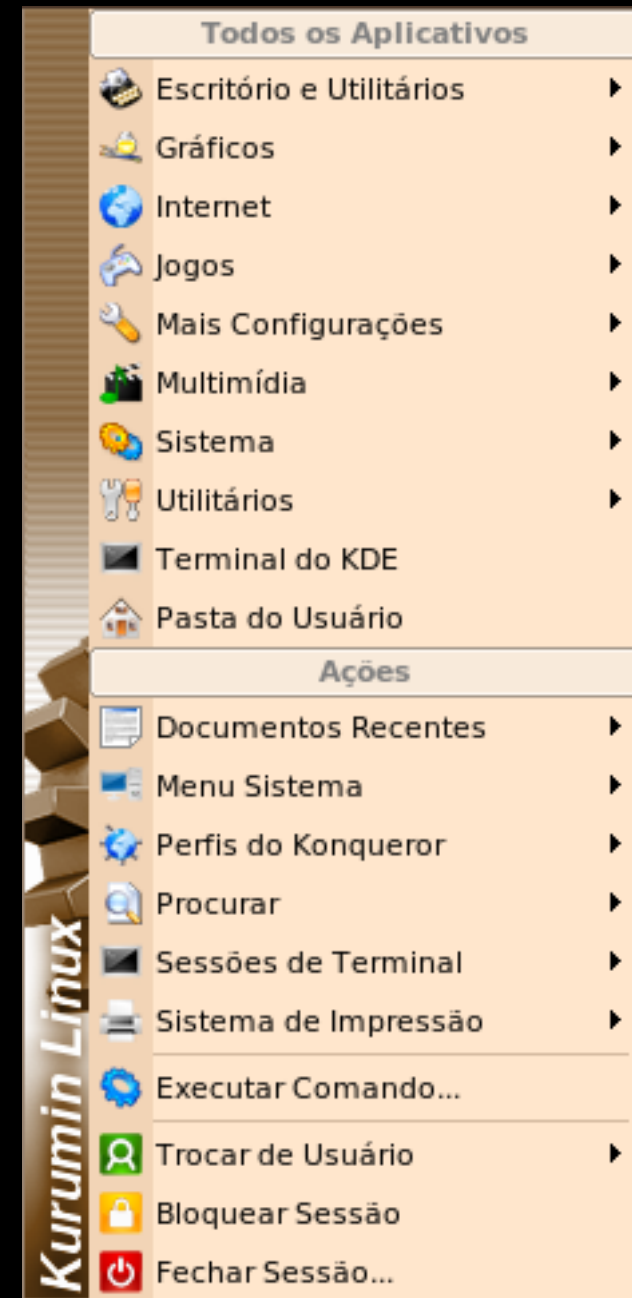 Todos os Aplicativos
Escritório e Utilitários
Gráficos
Internet
Jogos
Mais Configurações
Multimídia
Sistema
Utilitários
Terminal do KDE
Pasta do Usuário
Ações
Documentos Recentes
Menu Sistema
Perfis do Konqueror
Procurar
Sessões de Terminal
Sistema de Impressão
Executar Comando...
Trocar de Usuário
Bloquear Sessão
Fechar Sessão...
Kurumin Linux